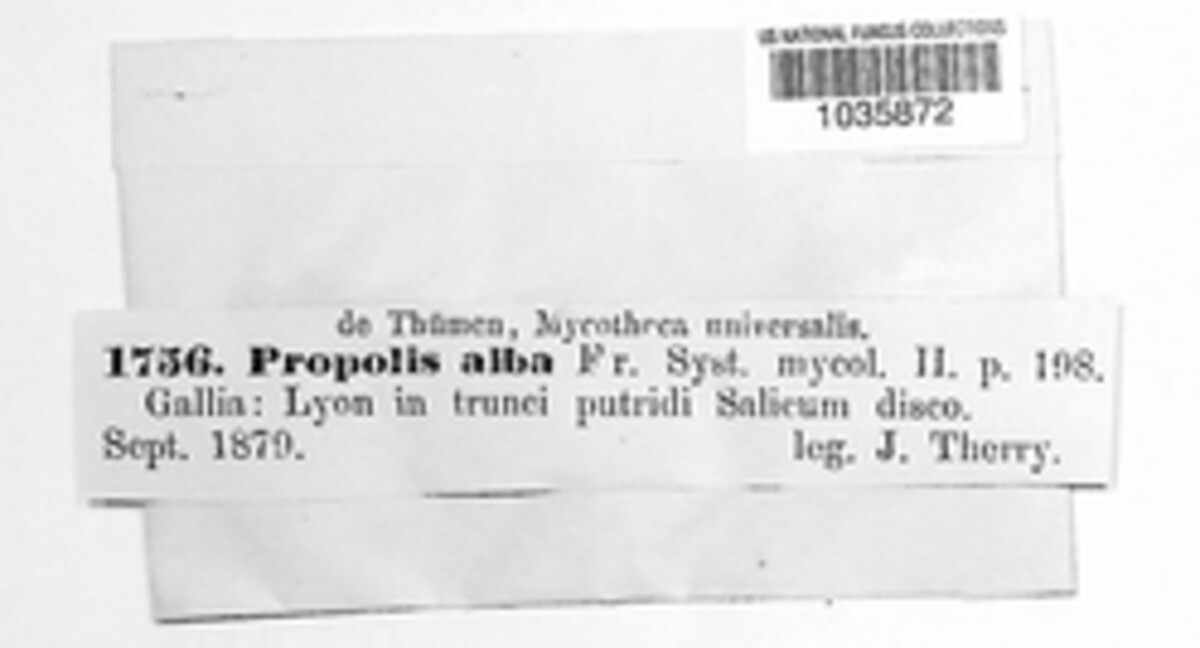 US NATIONAL FUNGUS COLLECTIONS
1035872
de Thümen, Mycotheca universalis.
1756. Propolis alba Fr. Syst. mycol. II. p. 198.
Gallia: Lyon in trunci putridi Salicum disco.
Sept. 1879. leg. J. Therry.